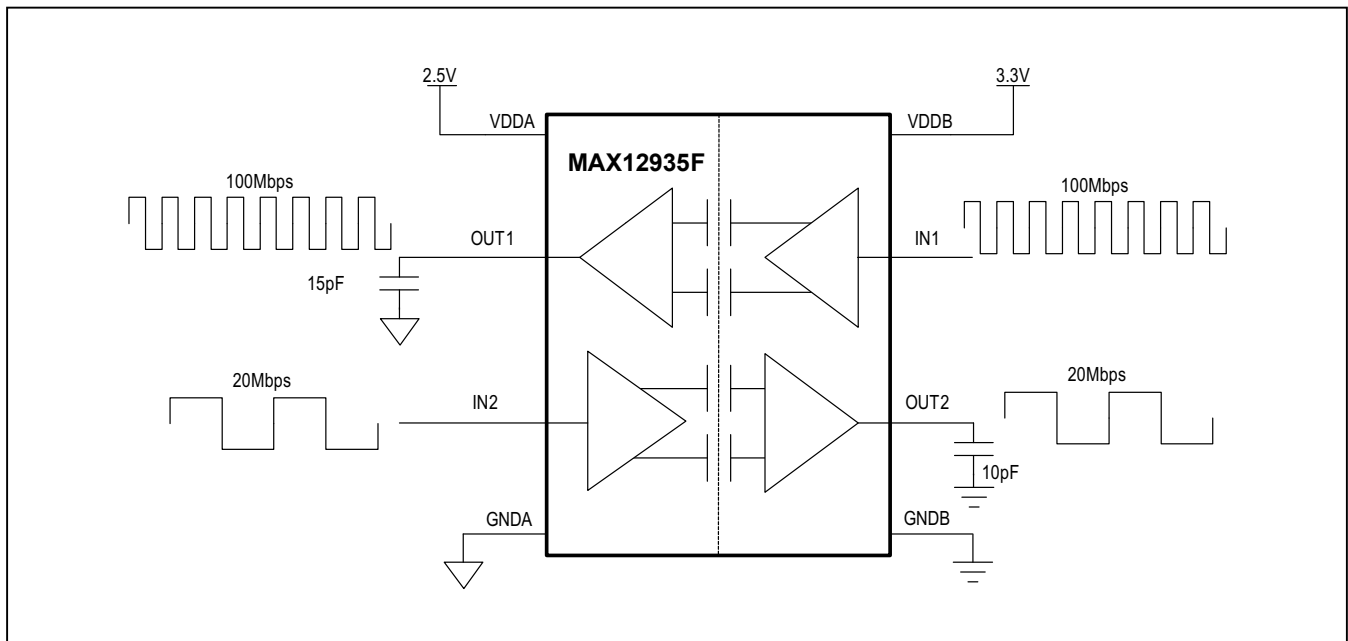 2.5V
3.3V
VDDA
VDDB
MAX12935F
100Mbps
100Mbps
OUT1
IN1
15pF
20Mbps
20Mbps
IN2
OUT2
10pF
GNDA
GNDB